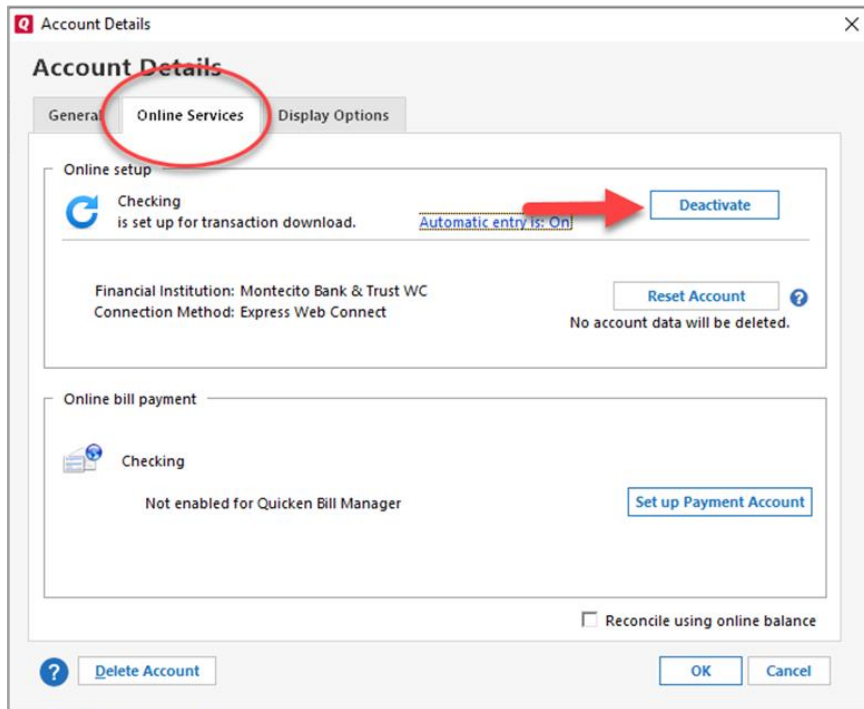 Account Details
Account Details
General Online Services Display Options
Online setup
Checking
is set up for transaction download. Automatic entry is: On Deactivate
Financial Institution: Montecito Bank & Trust WC
Connection Method: Express Web Connect
Reset Account ?
No account data will be deleted.
Online bill payment
Checking
Not enabled for Quicken Bill Manager Set up Payment Account
Reconcile using online balance
? Delete Account OK Cancel